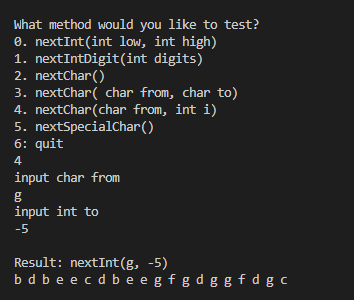 What method would you like to test?
0. nextInt(int low, int high)
1. nextIntDigit(int digits)
2. nextChar()
3. nextChar( char from, char to)
4. nextChar(char from, int i)
5. nextSpecialChar()
6: quit
4
input char from
g
input int to
-5
Result: nextInt(g, -5)
b d b e e c d b e e g f g d g g f d g c